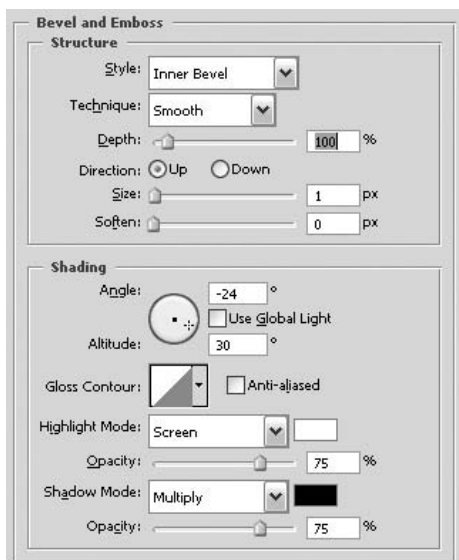 Bevel and Emboss
Structure
Style: Inner Bevel
Technique: Smooth
Depth: 100 %
Direction: Up Down
Size: 1 px
Soften: 0 px
Shading
Angle: -24 °
Use Global Light
Altitude: 30 °
Gloss Contour: Anti-aliased
Highlight Mode: Screen
Opacity: 75 %
Shadow Mode: Multiply
Opacity: 75 %